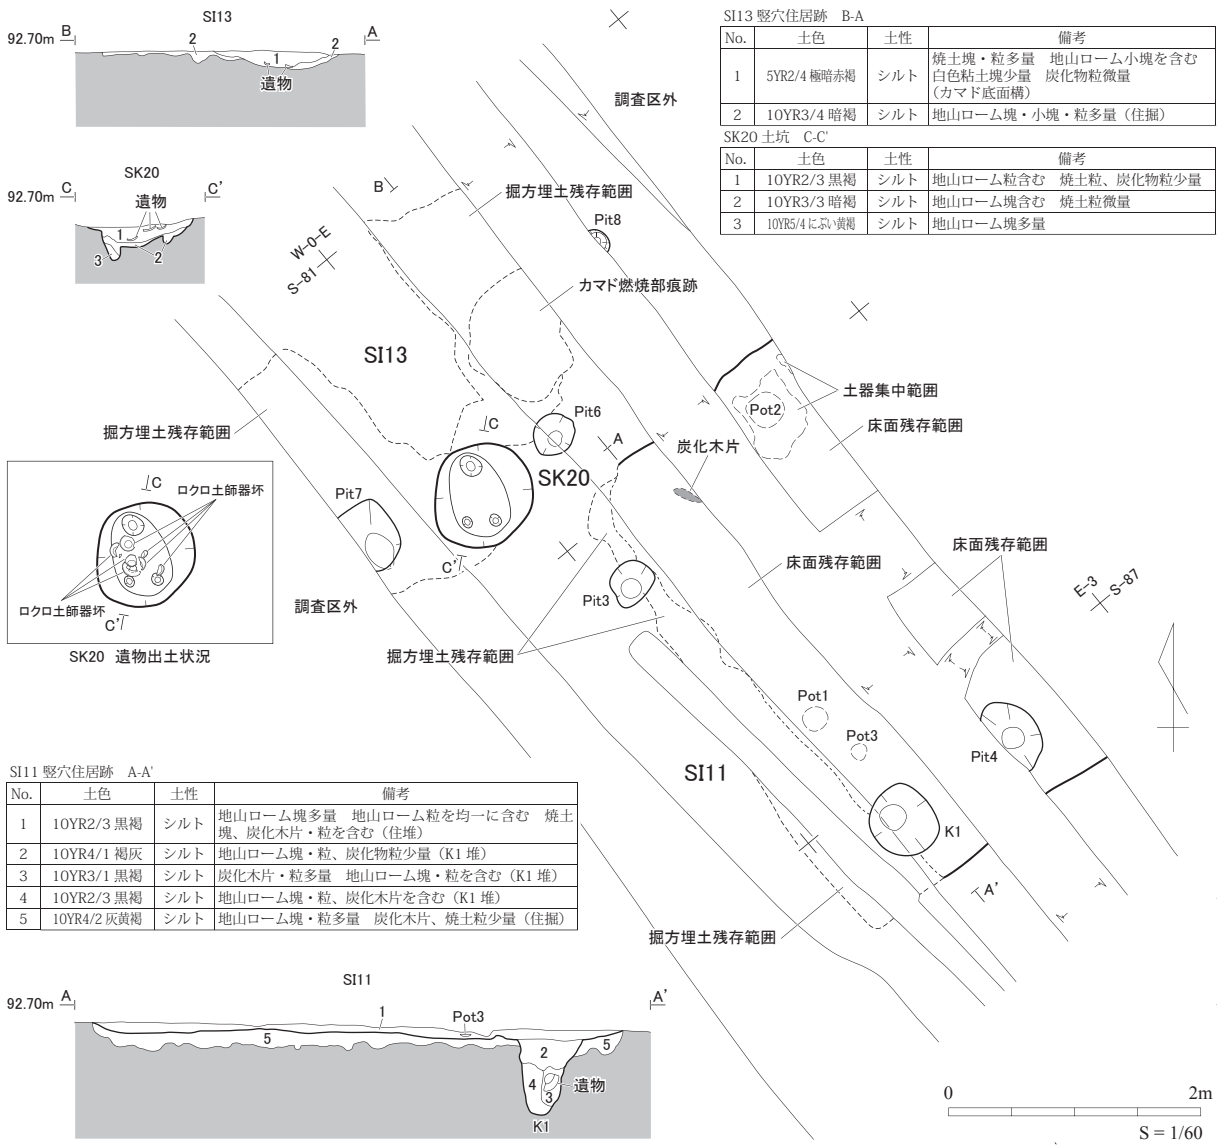 SI13
92.70m B A
2
1
2
遺物
SK20
92.70m C C'
遺物
1
3
2
SI13 竪穴住居跡　B-A
No. 土色 土性 備考
1 5YR2/4 極暗赤褐 シルト 焼土塊・粒多量　地山ローム小塊を含む
白色粘土塊少量　炭化物粒微量
（カマド底面構）
2 10YR3/4 暗褐 シルト 地山ローム塊・小塊・粒多量（住掘）
SK20 土坑　C-C'
No. 土色 土性 備考
1 10YR2/3 黒褐 シルト 地山ローム粒含む　焼土粒、炭化物粒少量
2 10YR3/3 暗褐 シルト 地山ローム塊含む　焼土粒微量
3 10YR5/4 にぶい黄褐 シルト 地山ローム塊多量
調査区外
B
掘方埋土残存範囲
Pit8
W-0-E
S-81
カマド燃焼部痕跡
SI13
土器集中範囲
Pot2
床面残存範囲
掘方埋土残存範囲
C
Pit6
A
炭化木片
SK20
Pit7
C'
床面残存範囲
床面残存範囲
E-3
S-87
Pit3
調査区外
掘方埋土残存範囲
C
ロクロ土師器坏
ロクロ土師器坏
C'
SK20　遺物出土状況
Pot1
Pot3
Pit4
SI11
K1
A'
掘方埋土残存範囲
SI11 竪穴住居跡　A-A'
No. 土色 土性 備考
1 10YR2/3 黒褐 シルト 地山ローム塊多量　地山ローム粒を均一に含む　焼土
塊、炭化木片・粒を含む（住堆）
2 10YR4/1 褐灰 シルト 地山ローム塊・粒、炭化物粒少量（K1 堆）
3 10YR3/1 黒褐 シルト 炭化木片・粒多量　地山ローム塊・粒を含む（K1 堆）
4 10YR2/3 黒褐 シルト 地山ローム塊・粒、炭化木片を含む（K1 堆）
5 10YR4/2 灰黄褐 シルト 地山ローム塊・粒多量　炭化木片、焼土粒少量（住掘）
SI11
92.70m A A'
1
Pot3
5
2
5
4
3
遺物
K1
0 2m
S = 1/60